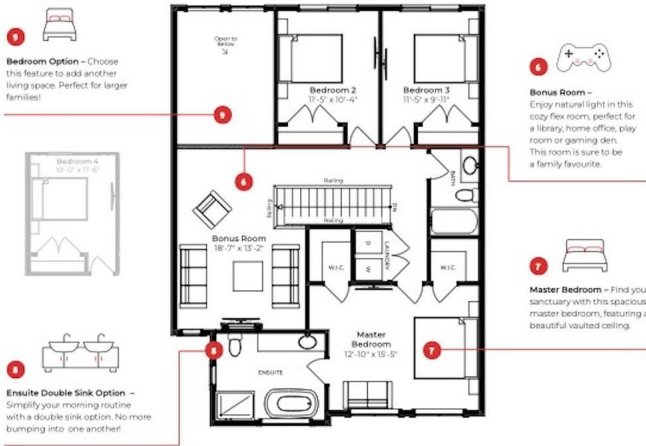 9
Bedroom Option – Choose
this feature to add another
living space. Perfect for larger
families!
Bedroom 4
10'-0" x 11'-6"
8
Ensuite Double Sink Option –
Simplify your morning routine
with a double sink option. No more
bumping into one another!
Open to
Below
9
Bedroom 2
11'-5" x 10'-4"
Bedroom 3
11'-5" x 9'-11"
6
BATH
Railing
Railing
Railing
DN
Bonus Room
18'-7" x 13'-2"
W.I.C.
D
W
LAUNDRY
W.I.C.
Master
Bedroom
12'-10" x 15'-5"
7
8
ENSUITE
6
Bonus Room –
Enjoy natural light in this
cozy flex room, perfect for
a library, home office, play
room or gaming den.
This room is sure to be
a family favourite.
7
Master Bedroom – Find you
sanctuary with this spacious
master bedroom, featuring a
beautiful vaulted ceiling.